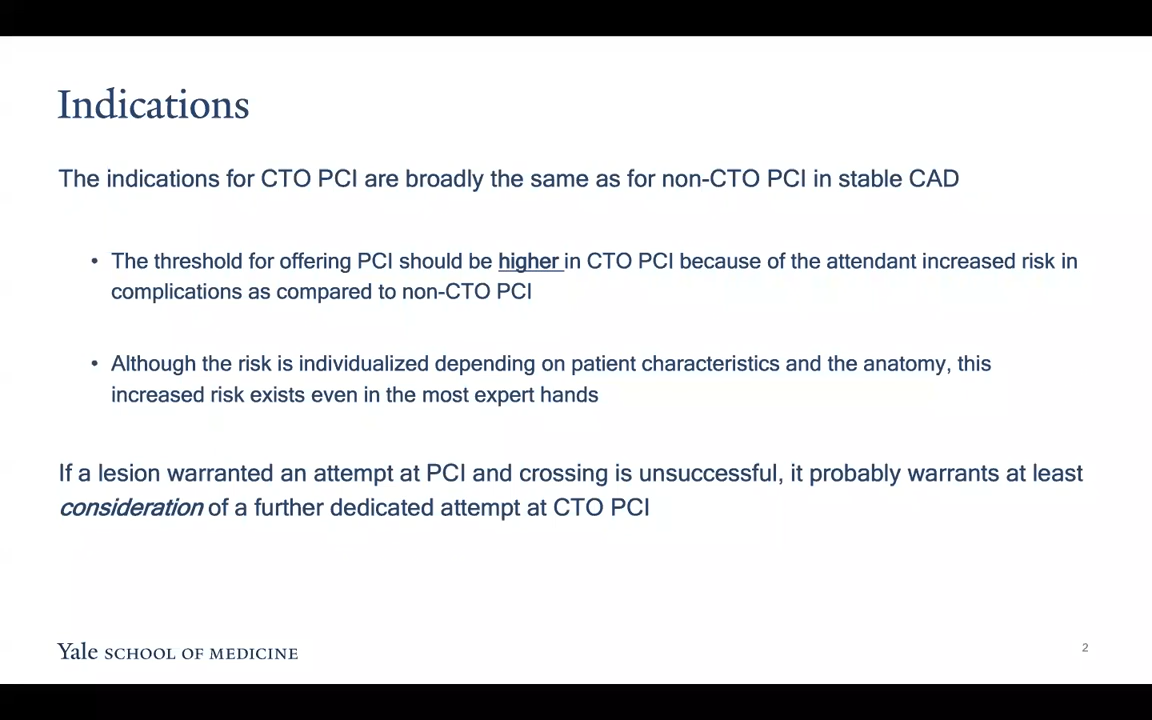 Indications
The indications for CTO PCI are broadly the same as for non-CTO PCI in stable CAD
• The threshold for offering PCI should be higher in CTO PCI because of the attendant increased risk in
complications as compared to non-CTO PCI
• Although the risk is individualized depending on patient characteristics and the anatomy, this
increased risk exists even in the most expert hands
If a lesion warranted an attempt at PCI and crossing is unsuccessful, it probably warrants at least
consideration of a further dedicated attempt at CTO PCI
Yale SCHOOL OF MEDICINE
2